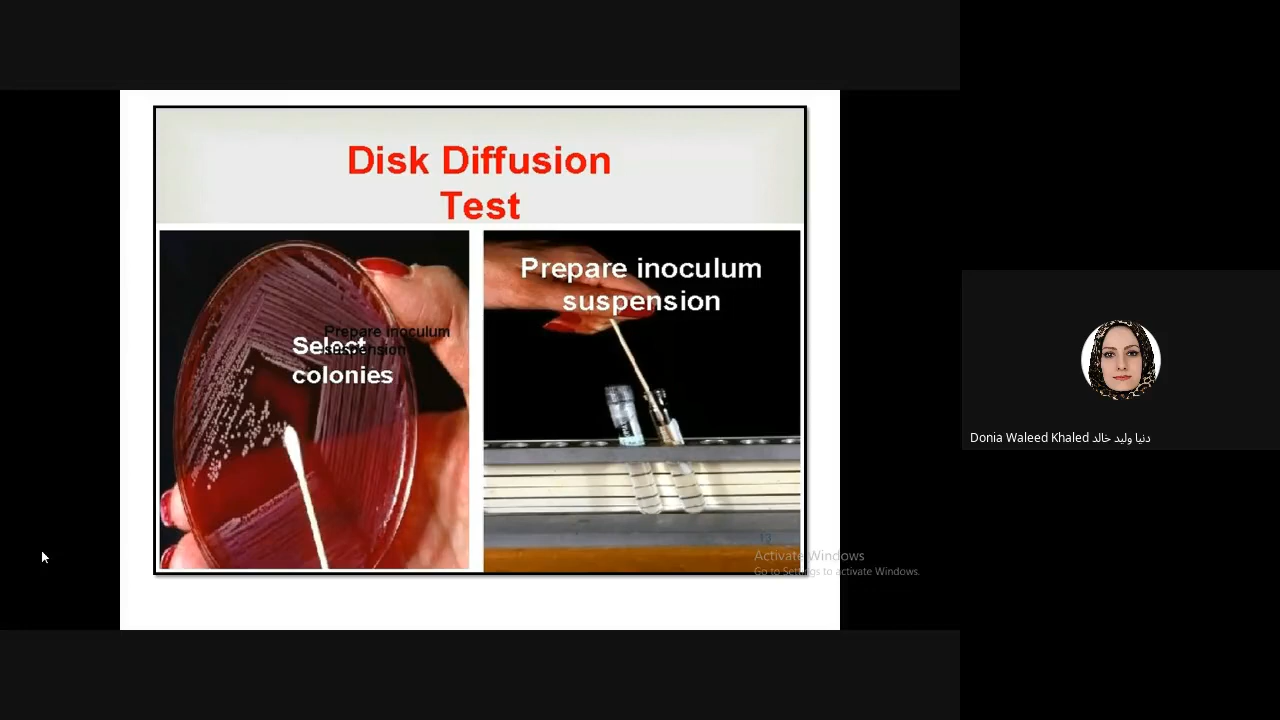 Disk Diffusion
Test
Prepare inoculum
suspension
Select
colonies
Prepare inoculum
suspension
13
Activate Windows
Go to Settings to activate Windows.
Donia Waleed Khaled دنيا وليد خالد